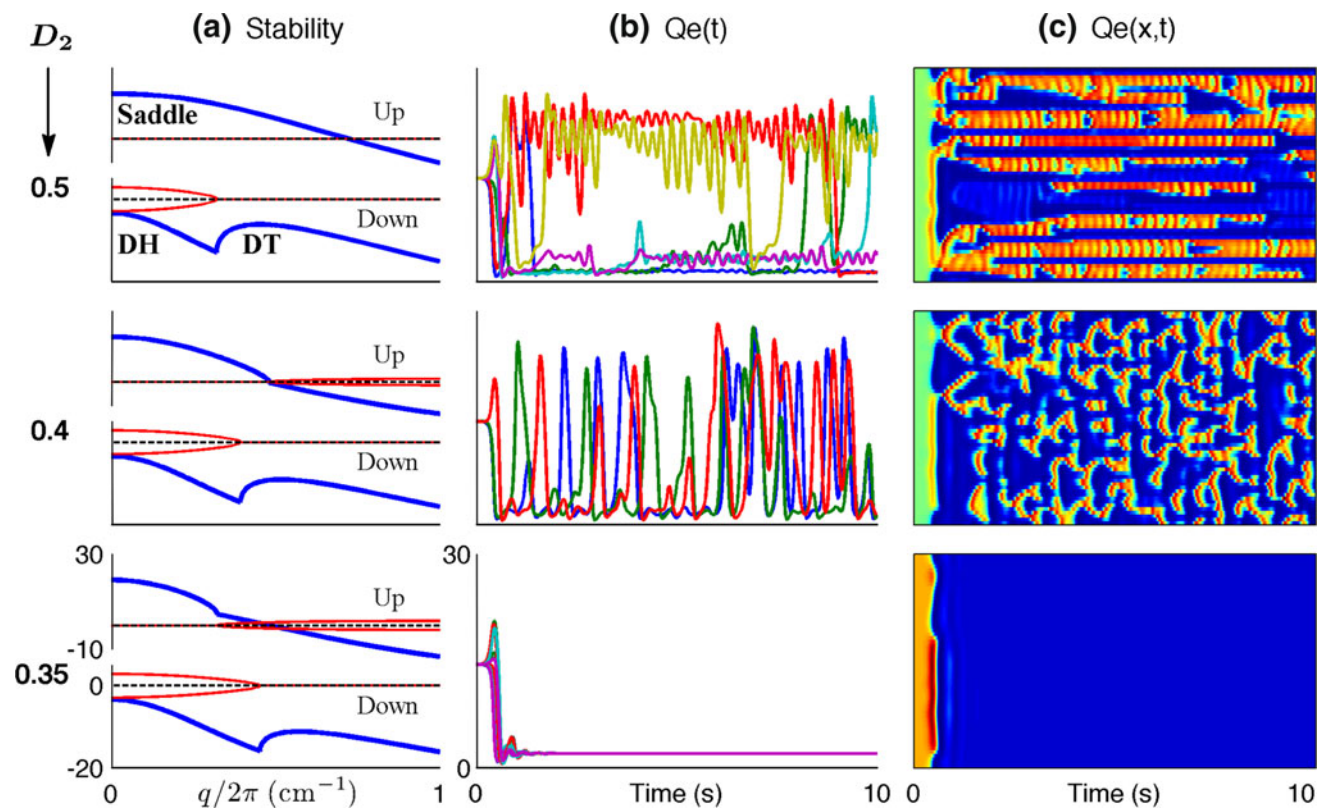 (a) Stability
(b) Qe(t)
(c) Qe(x,t)
D2
Saddle
Up
0.5
Down
DH
DT
Up
0.4
Down
30
Up
-10
0.35
0
Down
-20
0
q/2π (cm⁻¹)
1
30
0
0
Time (s)
10
0
Time (s)
10